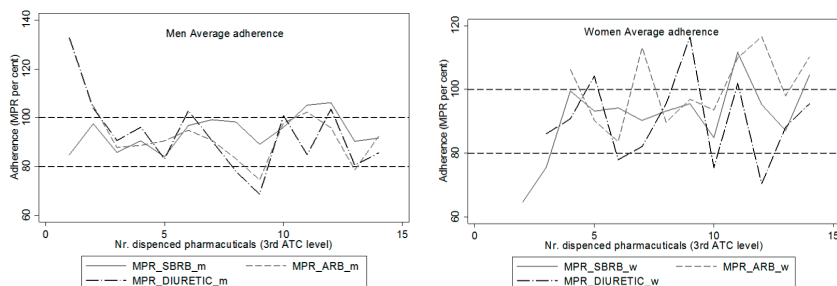 Men Average adherence
Adherence (MPR per cent)
140
120
100
80
60
0
5
10
15
Nr. dispenced pharmacuticals (3rd ATC level)
MPR_SBRB_m
MPR_ARB_m
MPR_DIURETIC_m
Women Average adherence
Adherence (MPR per cent)
120
100
80
60
0
5
10
15
Nr. dispenced pharmaceuticals (3rd ATC level)
MPR_SBRB_w
MPR_ARB_w
MPR_DIURETIC_w